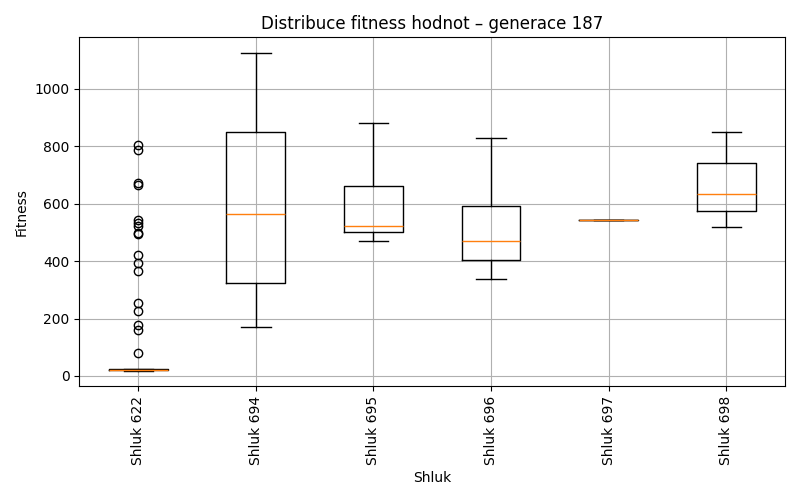 Distribuce fitness hodnot – generace 187
Fitness
1000
800
600
400
200
0
Shluk 622
Shluk 694
Shluk 695
Shluk 696
Shluk 697
Shluk 698
Shluk